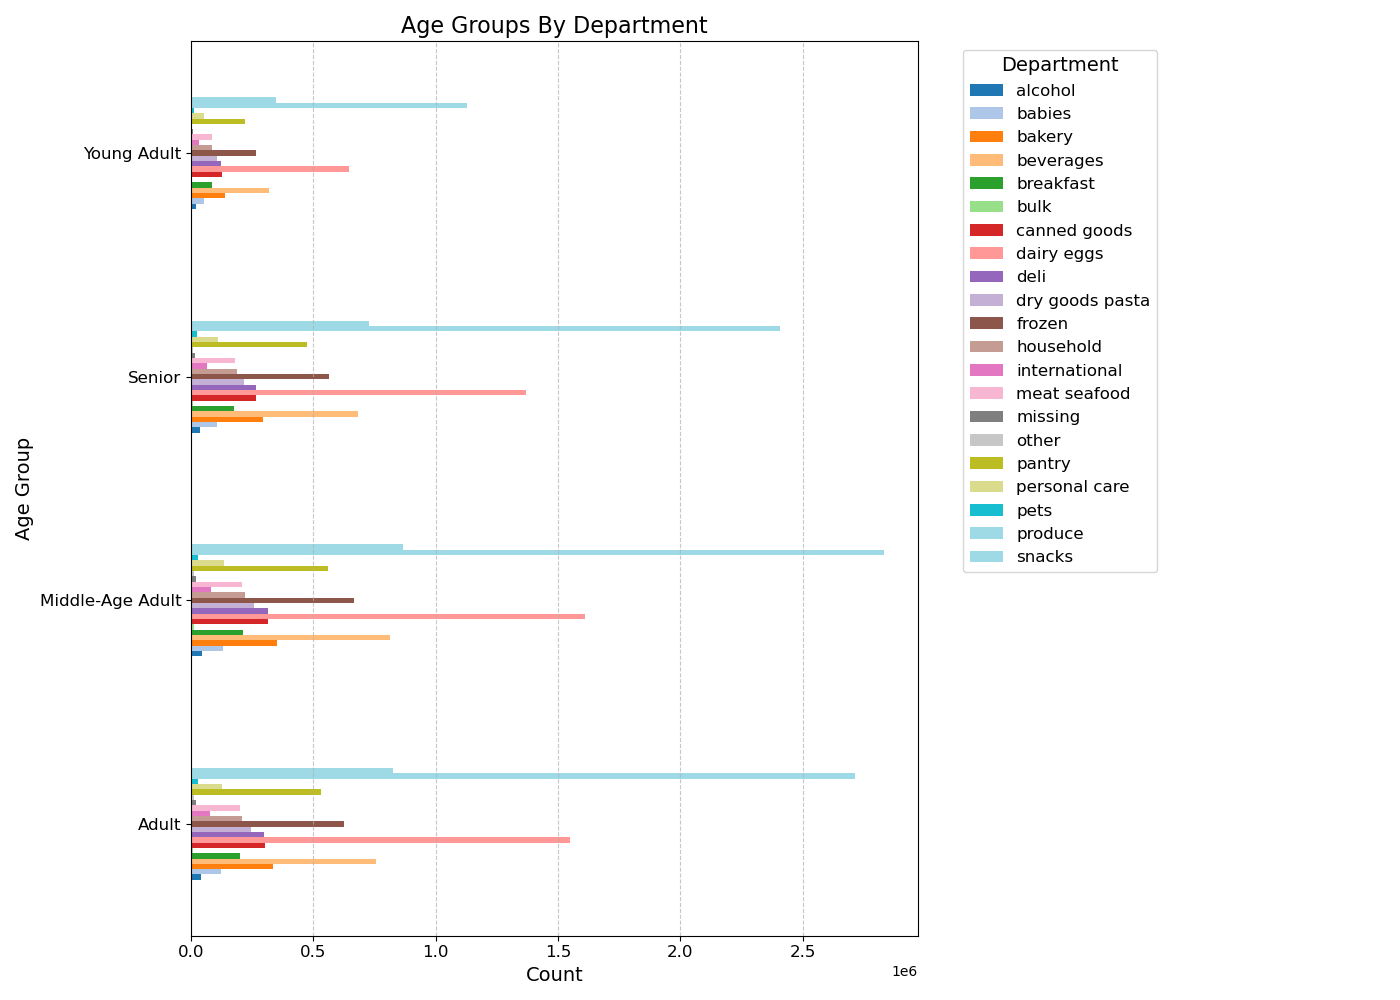 Age Groups By Department
Age Group
Young Adult
Senior
Middle-Age Adult
Adult
0.0 0.5 1.0 1.5 2.0 2.5
1e6
Count
Department
alcohol
babies
bakery
beverages
breakfast
bulk
canned goods
dairy eggs
deli
dry goods pasta
frozen
household
international
meat seafood
missing
other
pantry
personal care
pets
produce
snacks